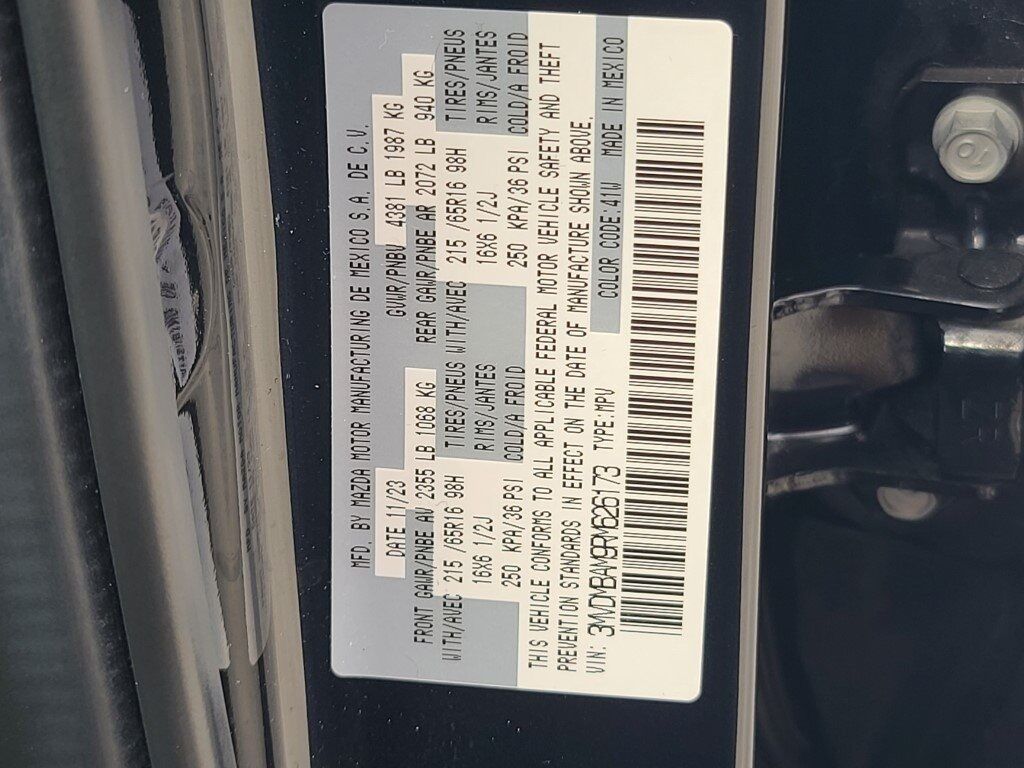 MFD. BY MAZDA MOTOR MANUFACTURING DE MEXICO S.A. DE C.V.
DATE 11/23 GVWR/PNBV 4381 LB 1987 KG
FRONT GAWR/PNBE AV 2355 LB 1068 KG REAR GAWR/PNBE AR 2072 LB 940 KG
WITH/AVEC 215 /65R16 98H TIRES/PNEUS WITH/AVEC 215 /65R16 98H TIRES/PNEUS
16X6 1/2J RIMS/JANTES 16X6 1/2J RIMS/JANTES
250 KPA/36 PSI COLD/A FROID 250 KPA/36 PSI COLD/A FROID
THIS VEHICLE CONFORMS TO ALL APPLICABLE FEDERAL MOTOR VEHICLE SAFETY AND THEFT
PREVENTION STANDARDS IN EFFECT ON THE DATE OF MANUFACTURE SHOWN ABOVE.
VIN: 3MVDMBAM9RM626173 TYPE:MPV COLOR CODE:41W MADE IN MEXICO